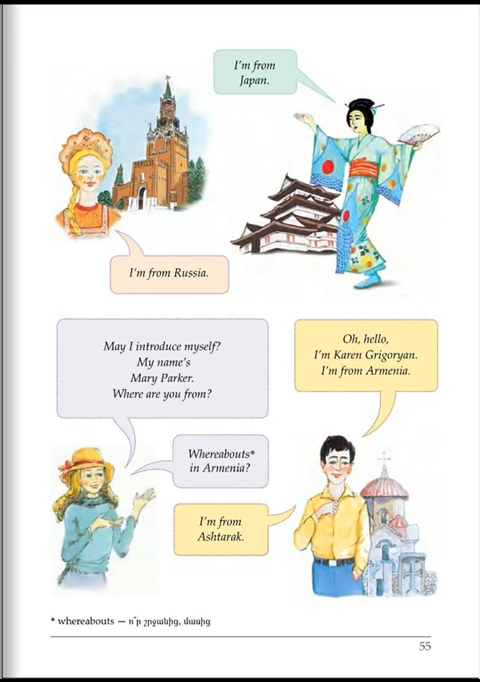 I'm from
Japan.
I'm from Russia.
May I introduce myself?
My name's
Mary Parker.
Where are you from?
Oh, hello,
I'm Karen Grigoryan.
I'm from Armenia.
Whereabouts*
in Armenia?
I'm from
Ashtarak.
* whereabouts — ո՞ր շրջանից, մասից
55